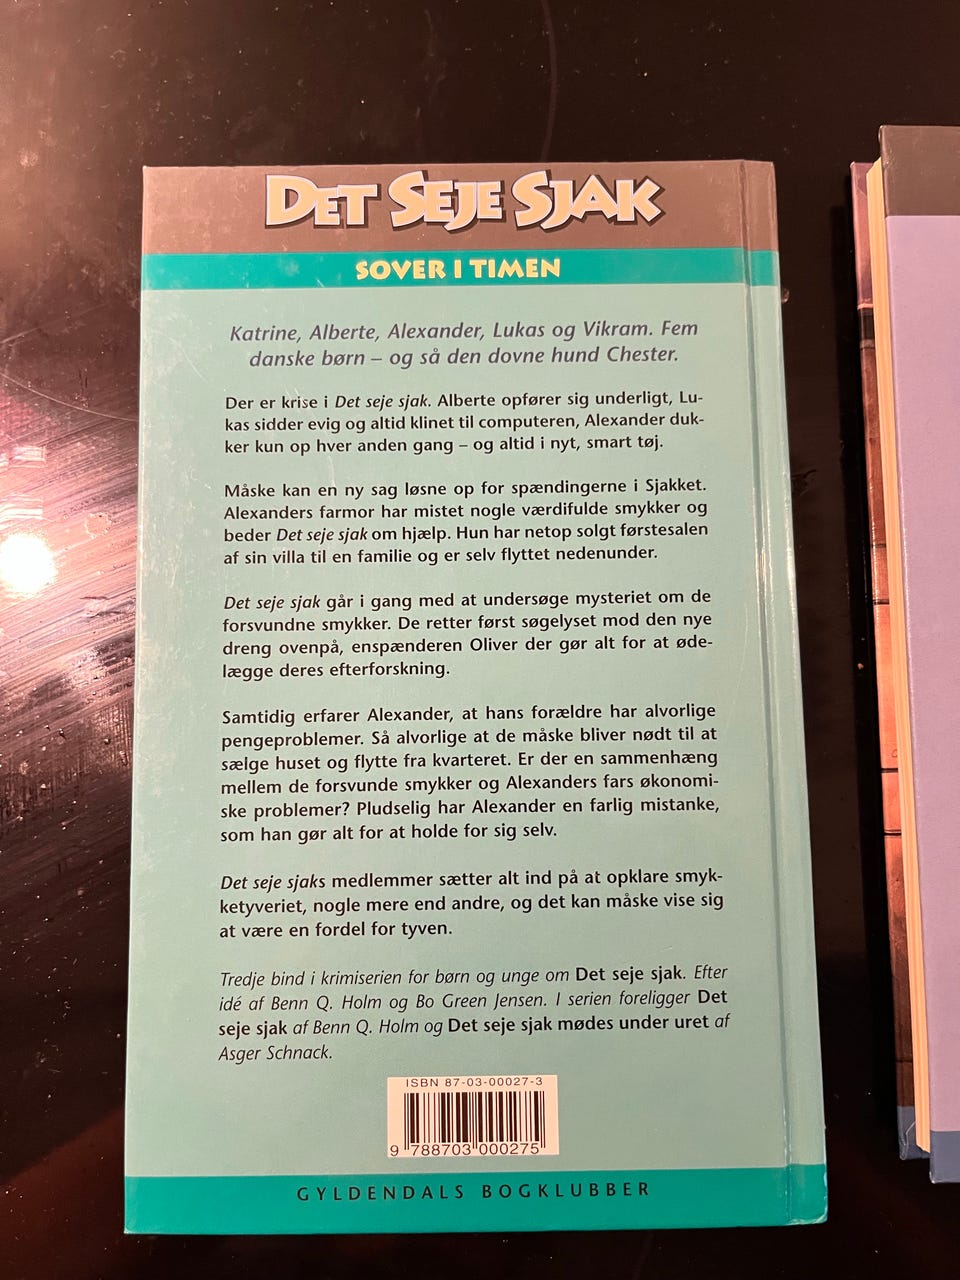 DET SEJE SJAK
SOVER I TIMEN
Katrine, Alberte, Alexander, Lukas og Vikram. Fem
danske børn – og så den dovne hund Chester.
Der er krise i Det seje sjak. Alberte opfører sig underligt, Lu-
kas sidder evig og altid klinet til computeren, Alexander duk-
ker kun op hver anden gang – og altid i nyt, smart tøj.
Måske kan en ny sag løsne op for spændingerne i Sjakket.
Alexanders farmor har mistet nogle værdifulde smykker og
beder Det seje sjak om hjælp. Hun har netop solgt førstesalen
af sin villa til en familie og er selv flyttet nedenunder.
Det seje sjak går i gang med at undersøge mysteriet om de
forsvundne smykker. De retter først søgelyset mod den nye
dreng ovenpå, enspænderen Oliver der gør alt for at øde-
lægge deres efterforskning.
Samtidig erfarer Alexander, at hans forældre har alvorlige
pengeproblemer. Så alvorlige at de måske bliver nødt til at
sælge huset og flytte fra kvarteret. Er der en sammenhæng
mellem de forsvunde smykker og Alexanders fars økonomi-
ske problemer? Pludselig har Alexander en farlig mistanke,
som han gør alt for at holde for sig selv.
Det seje sjaks medlemmer sætter alt ind på at opklare smyk-
ketyveriet, nogle mere end andre, og det kan måske vise sig
at være en fordel for tyven.
Tredje bind i krimiserien for børn og unge om Det seje sjak. Efter
idé af Benn Q. Holm og Bo Green Jensen. I serien foreligger Det
seje sjak af Benn Q. Holm og Det seje sjak mødes under uret af
Asger Schnack.
ISBN 87-03-00027-3
9 788703 000275
GYLDENDALS BOGKLUBBER